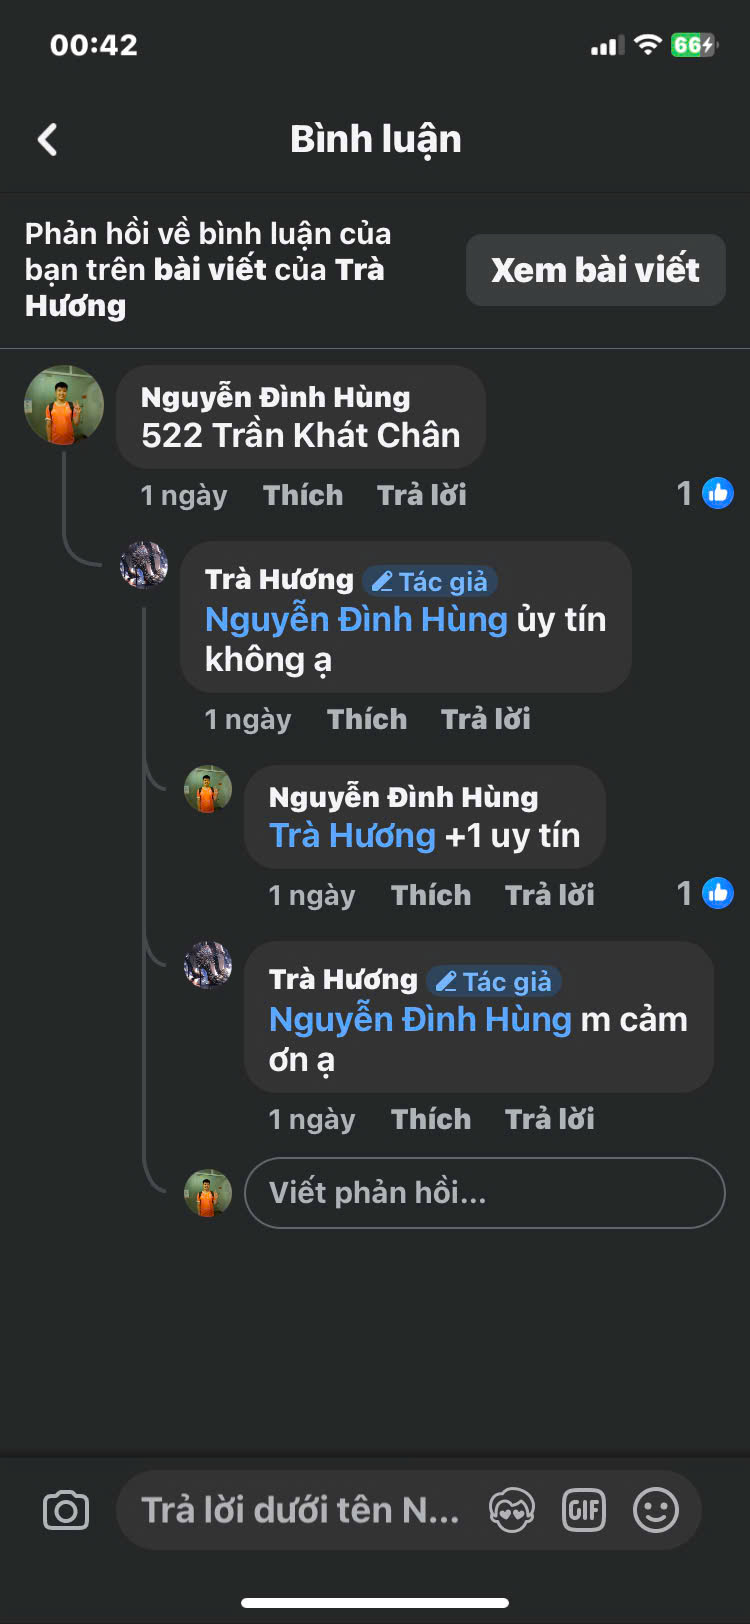 00:42
66
Bình luận
Phản hồi về bình luận của
bạn trên bài viết của Trà
Hương
Xem bài viết
Nguyễn Đình Hùng
522 Trần Khát Chân
1 ngày Thích Trả lời 1
Trà Hương Tác giả
Nguyễn Đình Hùng ủy tín
không ạ
1 ngày Thích Trả lời
Nguyễn Đình Hùng
Trà Hương +1 uy tín
1 ngày Thích Trả lời 1
Trà Hương Tác giả
Nguyễn Đình Hùng m cảm
ơn ạ
1 ngày Thích Trả lời
Viết phản hồi...
Trả lời dưới tên N... GIF